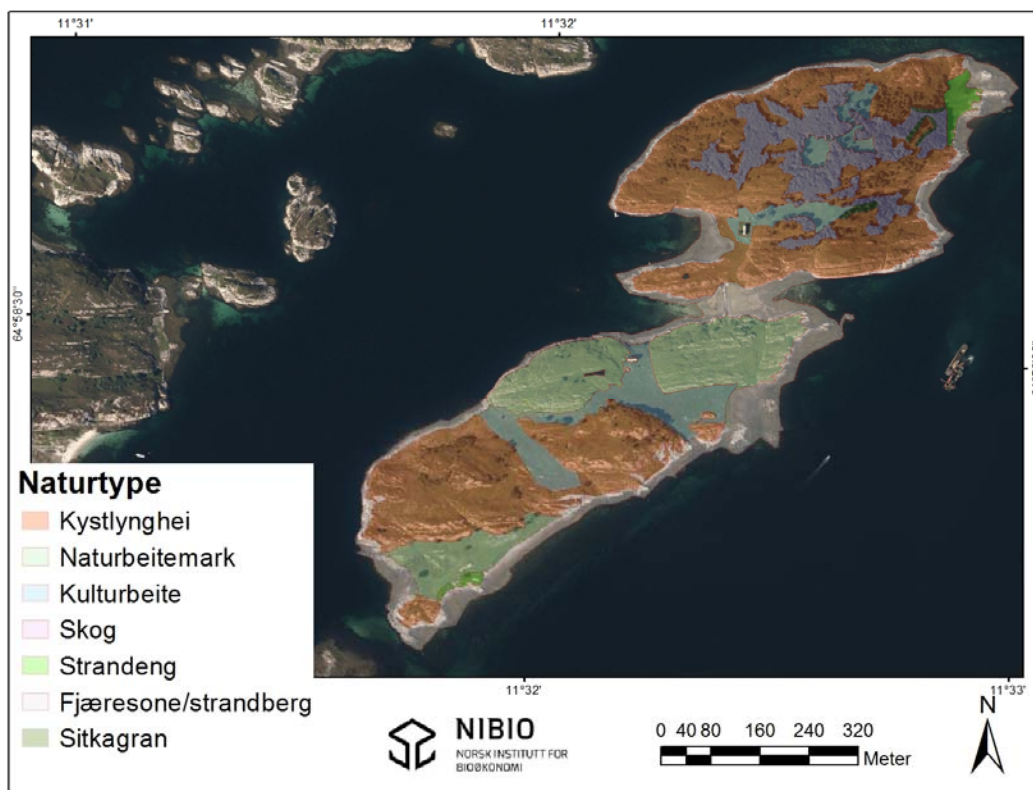 11°31'
11°32'
64°58'30"
Naturtype
Kystlynghei
Naturbeitemark
Kulturbeite
Skog
Strandeng
Fjæresone/strandberg
Sitkagran
11°32'
11°33'
NIBIO
NORSK INSTITUTT FOR
BIOØKONOMI
0 40 80 160 240 320
Meter
N